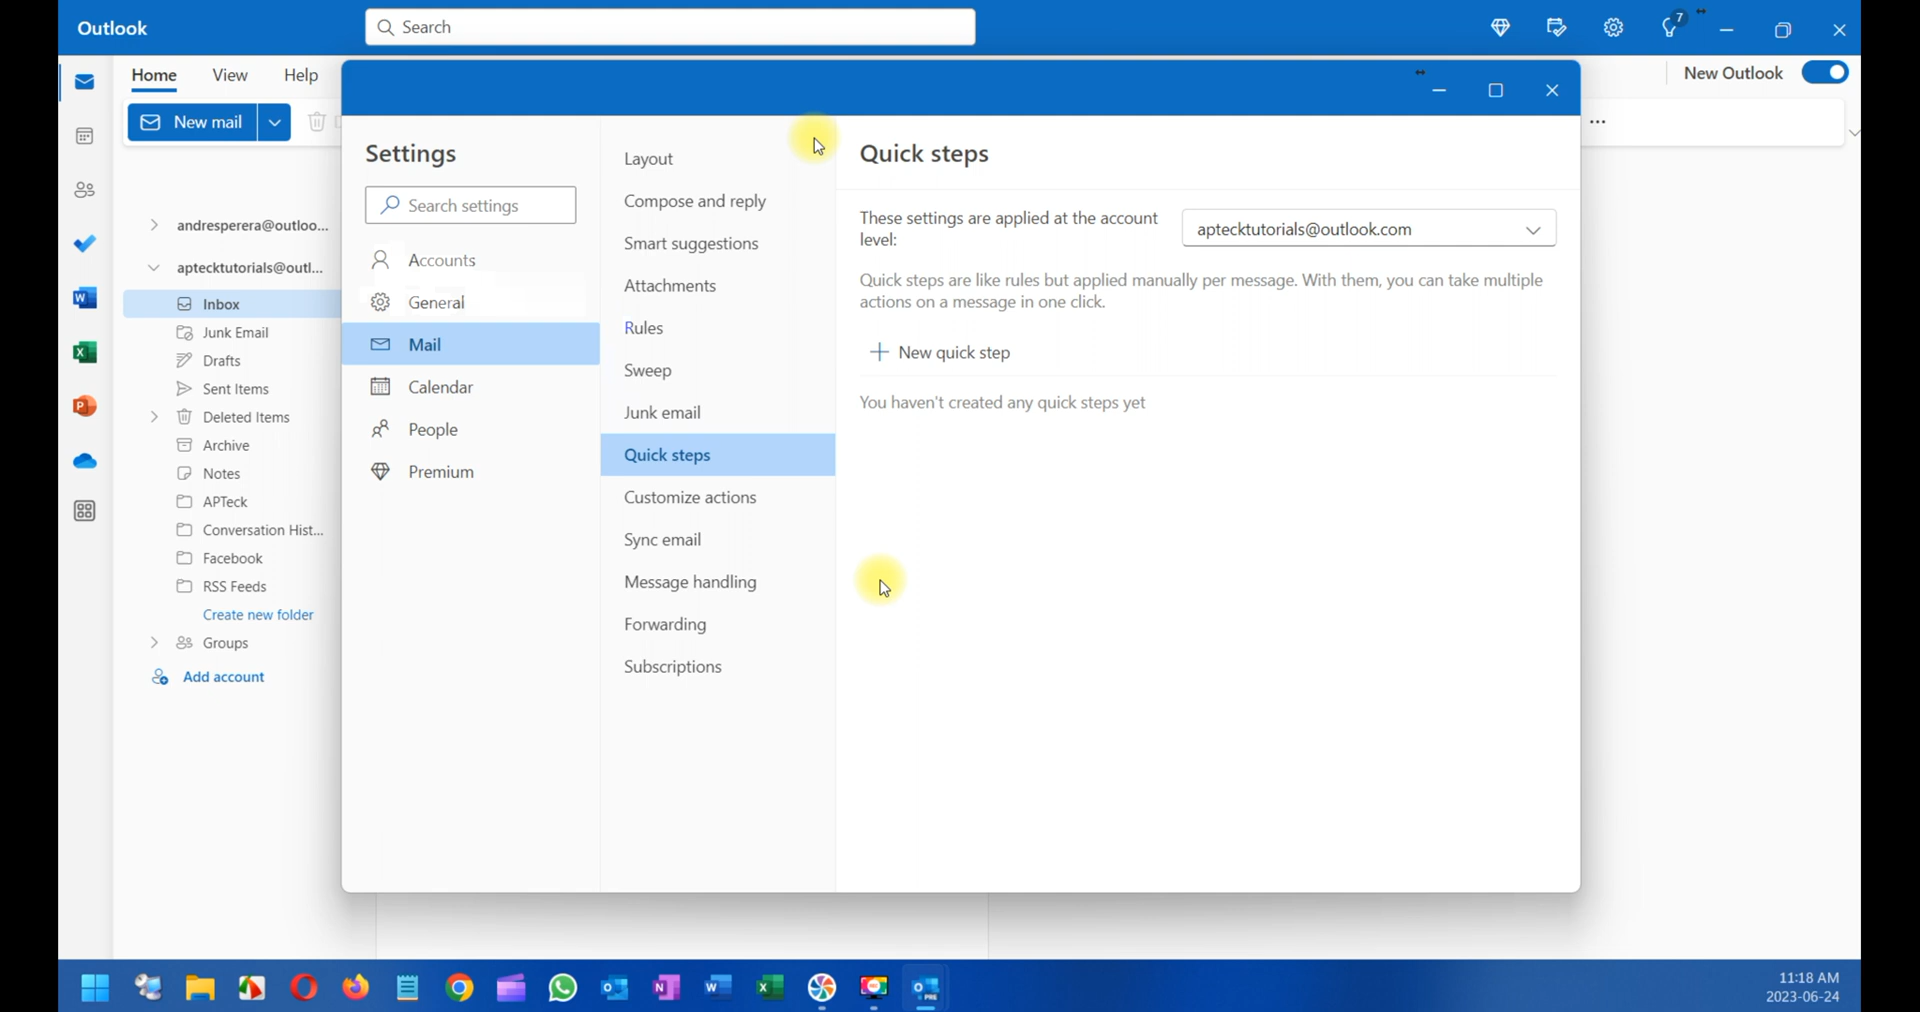 Outlook
Search
7
Home View Help
New Outlook
New mail
andresperera@outloo...
aptecktutorials@outl...
Inbox
Junk Email
Drafts
Sent Items
Deleted Items
Archive
Notes
APTeck
Conversation Hist...
Facebook
RSS Feeds
Create new folder
Groups
Add account
Settings
Search settings
Accounts
General
Mail
Calendar
People
Premium
Layout
Compose and reply
Smart suggestions
Attachments
Rules
Sweep
Junk email
Quick steps
Customize actions
Sync email
Message handling
Forwarding
Subscriptions
Quick steps
These settings are applied at the account
level:
aptecktutorials@outlook.com
Quick steps are like rules but applied manually per message. With them, you can take multiple
actions on a message in one click.
New quick step
You haven't created any quick steps yet
11:18 AM
2023-06-24